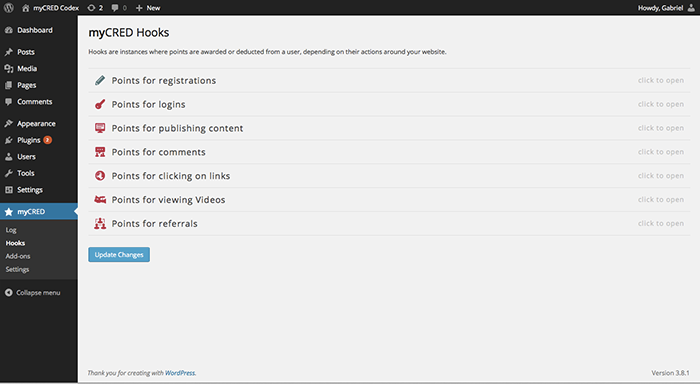 myCRED Codex 2 0 New Howdy, Gabriel
Dashboard
Posts
Media
Pages
Comments
Appearance
Plugins 3
Users
Tools
Settings
myCRED
Log
Hooks
Add-ons
Settings
Collapse menu
myCRED Hooks
Hooks are instances where points are awarded or deducted from a user, depending on their actions around your website.
Points for registrations click to open
Points for logins click to open
Points for publishing content click to open
Points for comments click to open
Points for clicking on links click to open
Points for viewing Videos click to open
Points for referrals click to open
Update Changes
Thank you for creating with WordPress. Version 3.8.1